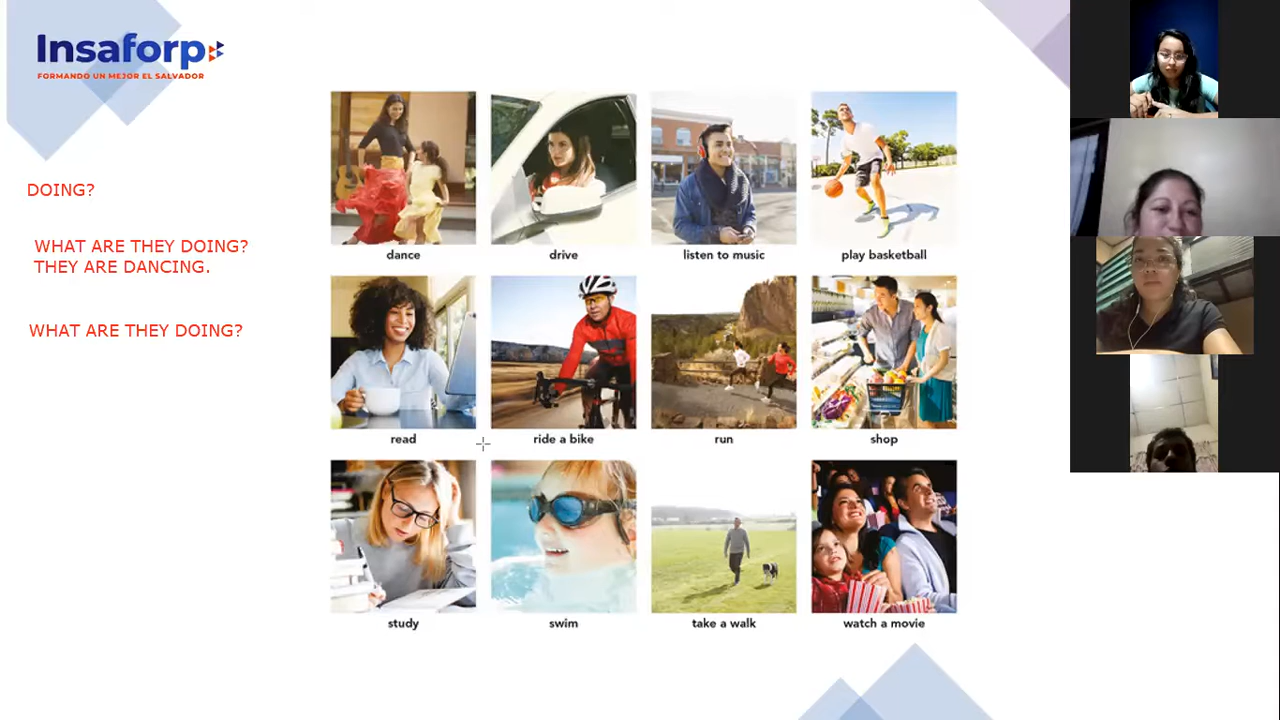 Insaforp
FORMANDO UN MEJOR EL SALVADOR
DOING?
WHAT ARE THEY DOING?
THEY ARE DANCING.
WHAT ARE THEY DOING?
dance
drive
listen to music
play basketball
read
ride a bike
run
shop
study
swim
take a walk
watch a movie